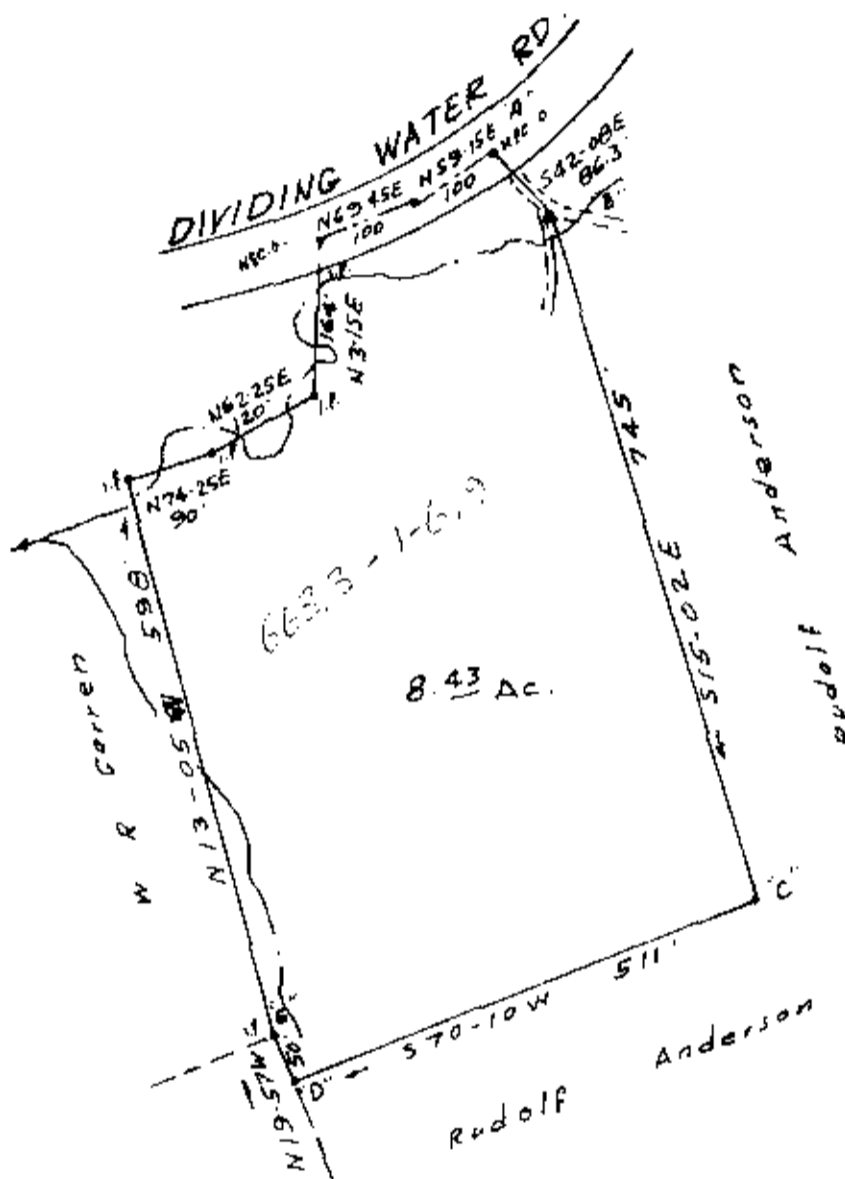 DIVIDING WATER RD.
N59-15E
100
"A"
N&C.O.
S42-08E
86.3
"B"
N69-45E
100
N&C.O.
I.P.
164'
N3-15E
I.P.
N62-25E
120'
I.P.
I.P.
N74-25E
90'
598'
N13-05W
663.3-1-6.9
8.43 Ac.
745'
S15-02E
Rudolf Anderson
W R Garren
"C"
511'
S70-10W
50.
"D"
N19-57W
Rudolf Anderson